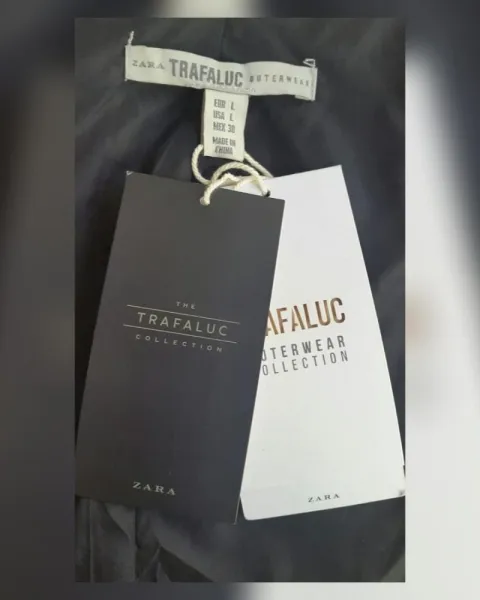 ZARA TRAFALUC OUTERWEAR
EUR L
USA L
MEX 30
MADE IN
CHINA
THE
TRAFALUC
COLLECTION
ZARA
AFALUC
UTERWEAR
OLLECTION
ZARA